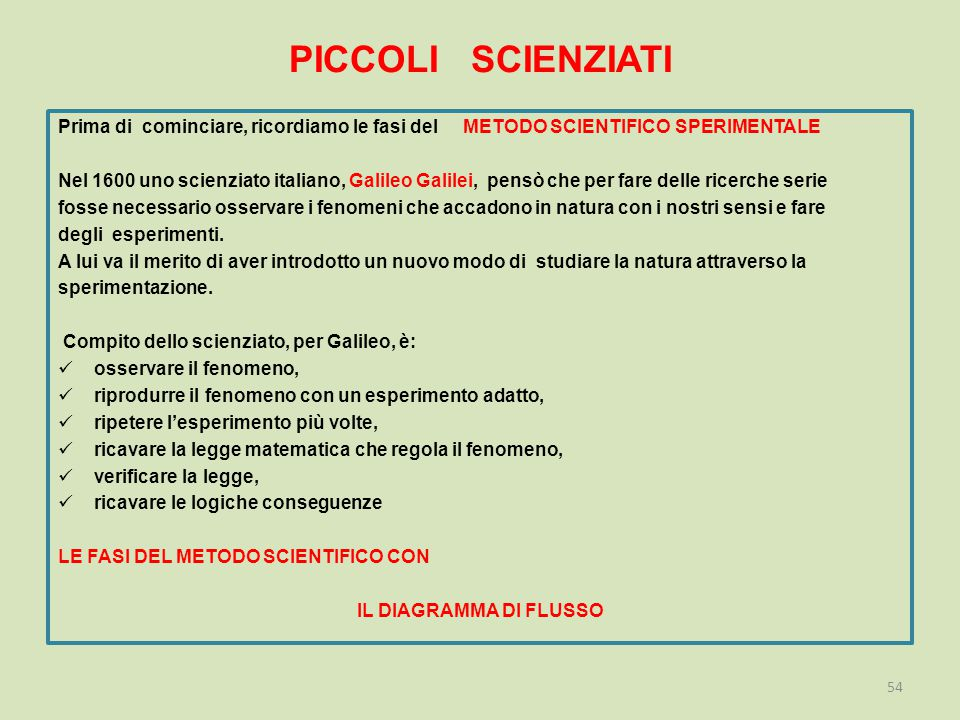 PICCOLI SCIENZIATI
Prima di cominciare, ricordiamo le fasi del METODO SCIENTIFICO SPERIMENTALE
Nel 1600 uno scienziato italiano, Galileo Galilei, pensò che per fare delle ricerche serie
fosse necessario osservare i fenomeni che accadono in natura con i nostri sensi e fare
degli esperimenti.
A lui va il merito di aver introdotto un nuovo modo di studiare la natura attraverso la
sperimentazione.
Compito dello scienziato, per Galileo, è:
✓ osservare il fenomeno,
✓ riprodurre il fenomeno con un esperimento adatto,
✓ ripetere l’esperimento più volte,
✓ ricavare la legge matematica che regola il fenomeno,
✓ verificare la legge,
✓ ricavare le logiche conseguenze
LE FASI DEL METODO SCIENTIFICO CON
IL DIAGRAMMA DI FLUSSO
54